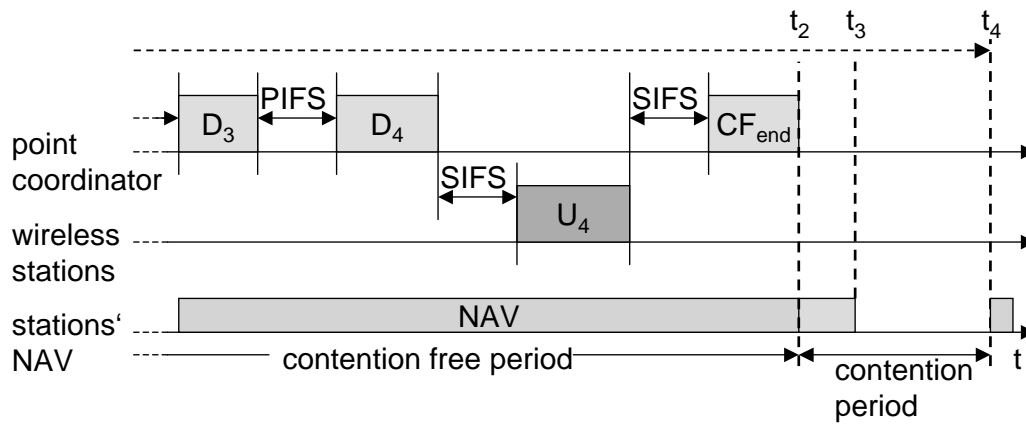 t2 t3 t4
PIFS SIFS
D3 D4 CFend
point
coordinator
SIFS
U4
wireless
stations
stations‘
NAV
NAV
contention free period
t
contention
period